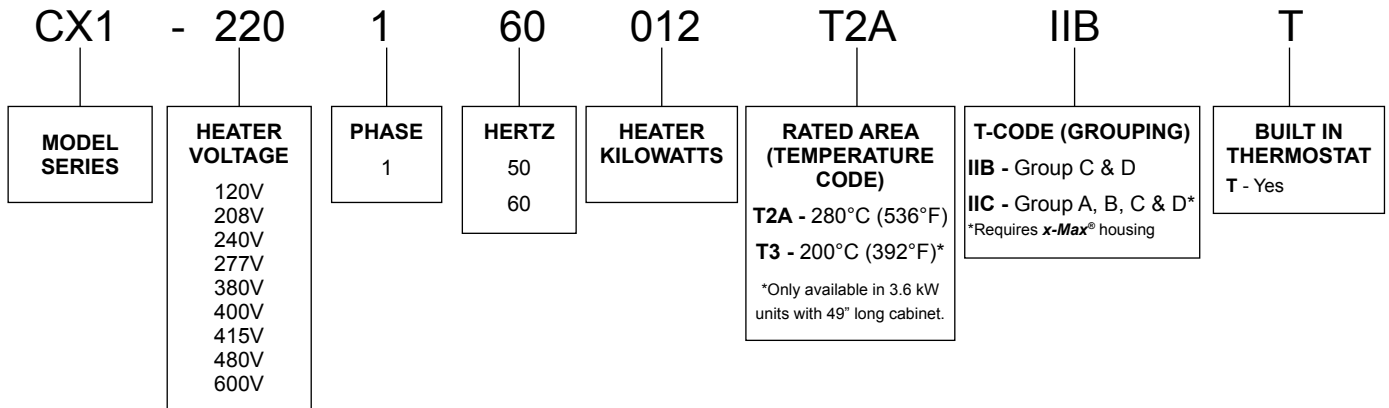 CX1 - 220 1 60 012 T2A IIB T
MODEL
SERIES
HEATER
VOLTAGE
120V
208V
240V
277V
380V
400V
415V
480V
600V
PHASE
1
HERTZ
50
60
HEATER
KILOWATTS
RATED AREA
(TEMPERATURE
CODE)
T2A - 280°C (536°F)
T3 - 200°C (392°F)*
*Only available in 3.6 kW
units with 49” long cabinet.
T-CODE (GROUPING)
IIB - Group C & D
IIC - Group A, B, C & D*
*Requires x-Max® housing
BUILT IN
THERMOSTAT
T - Yes